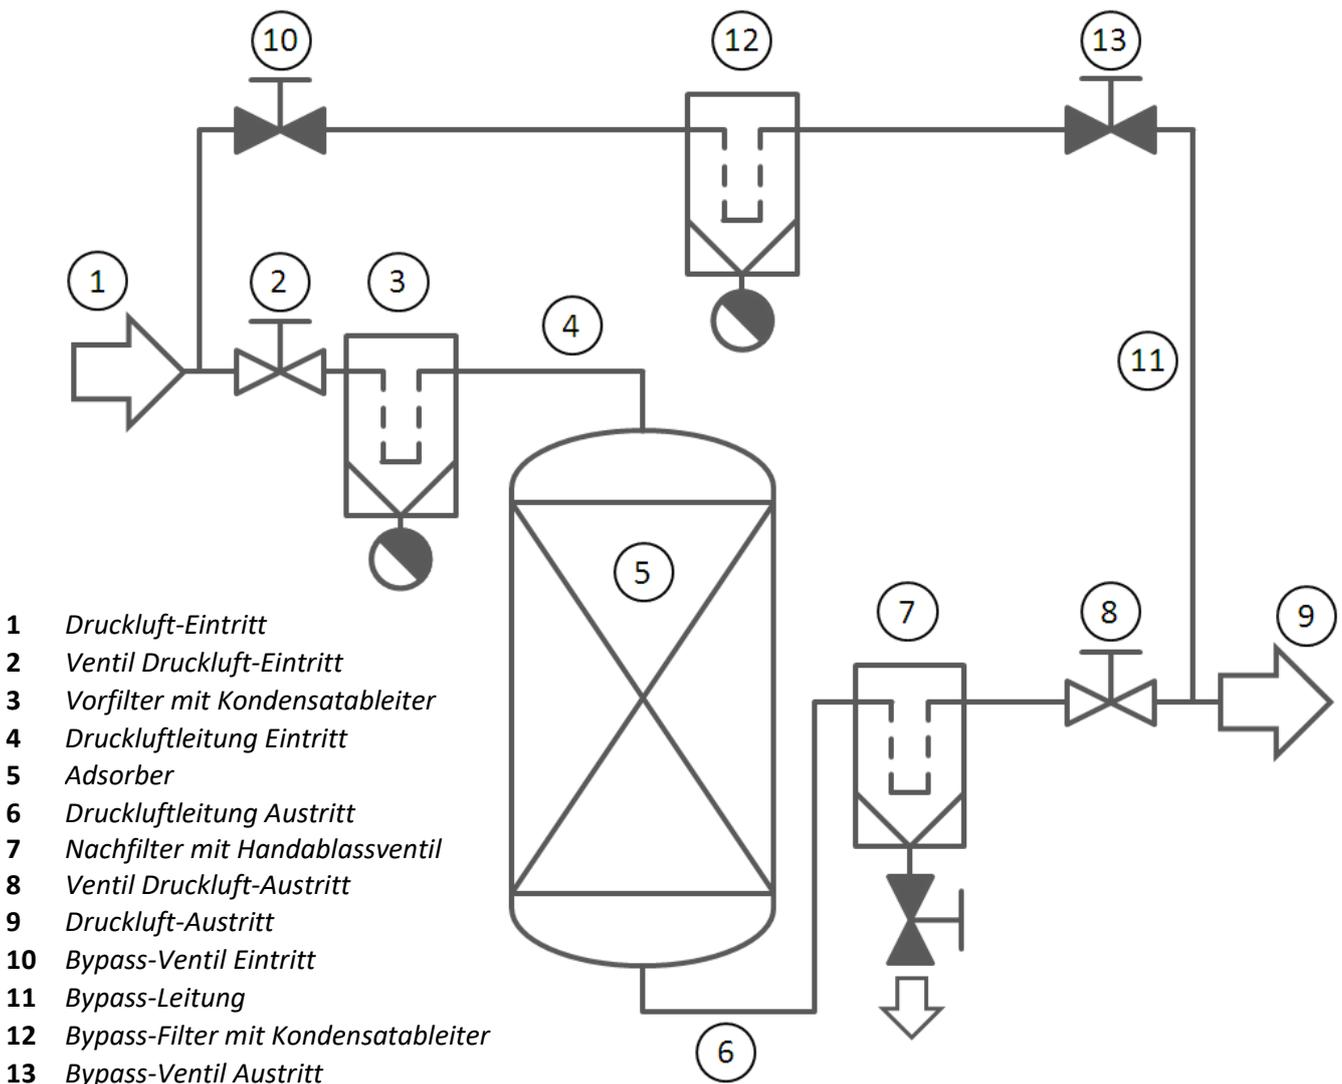 10
12
13
1
2
3
4
11
5
7
8
9
6
1 Druckluft-Eintritt
2 Ventil Druckluft-Eintritt
3 Vorfilter mit Kondensatableiter
4 Druckluftleitung Eintritt
5 Adsorber
6 Druckluftleitung Austritt
7 Nachfilter mit Handablassventil
8 Ventil Druckluft-Austritt
9 Druckluft-Austritt
10 Bypass-Ventil Eintritt
11 Bypass-Leitung
12 Bypass-Filter mit Kondensatableiter
13 Bypass-Ventil Austritt